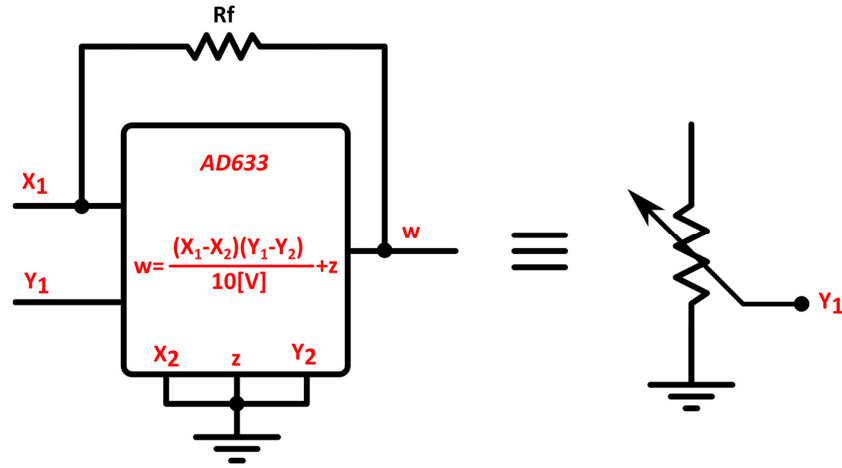 Rf
X₁
AD633
w
w=(X₁-X₂)(Y₁-Y₂)/10[V]+z
Y₁
X₂ z Y₂
Y₁